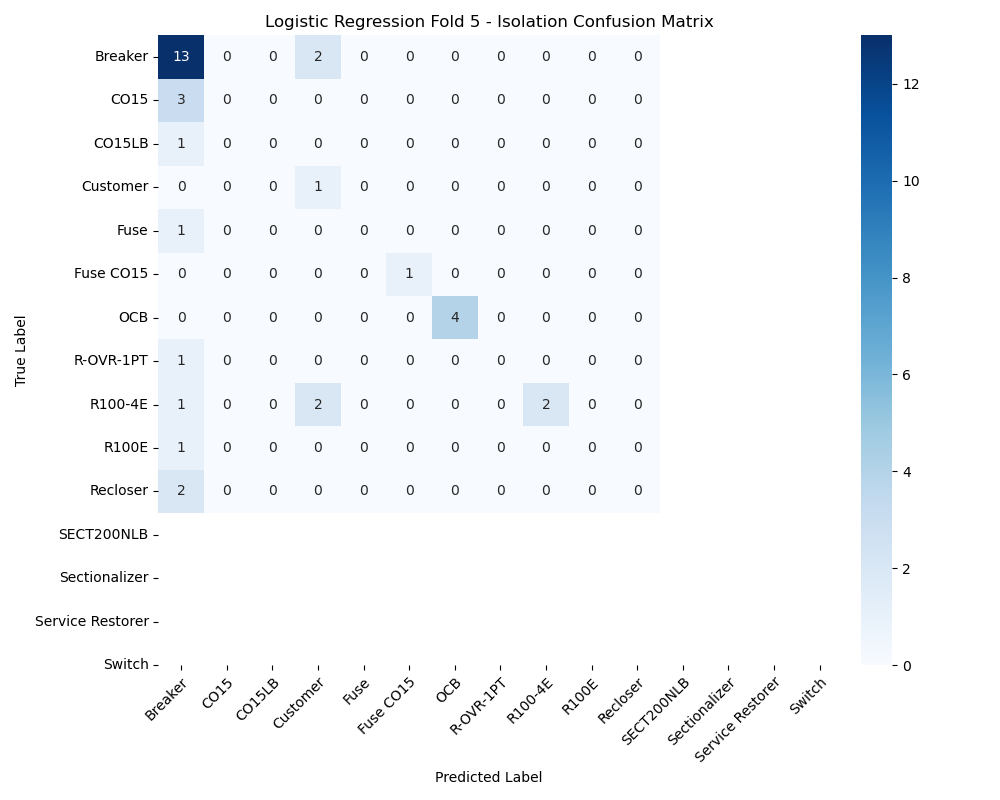 Logistic Regression Fold 5 - Isolation Confusion Matrix
True Label
Breaker 13 0 0 2 0 0 0 0 0 0 0
CO15 3 0 0 0 0 0 0 0 0 0 0
CO15LB 1 0 0 0 0 0 0 0 0 0 0
Customer 0 0 0 1 0 0 0 0 0 0 0
Fuse 1 0 0 0 0 0 0 0 0 0 0
Fuse CO15 0 0 0 0 0 1 0 0 0 0 0
OCB 0 0 0 0 0 0 4 0 0 0 0
R-OVR-1PT 1 0 0 0 0 0 0 0 0 0 0
R100-4E 1 0 0 2 0 0 0 0 2 0 0
R100E 1 0 0 0 0 0 0 0 0 0 0
Recloser 2 0 0 0 0 0 0 0 0 0 0
SECT200NLB
Sectionalizer
Service Restorer
Switch
Breaker CO15 CO15LB Customer Fuse Fuse CO15 OCB R-OVR-1PT R100-4E R100E Recloser SECT200NLB Sectionalizer Service Restorer Switch
Predicted Label
12
10
8
6
4
2
0